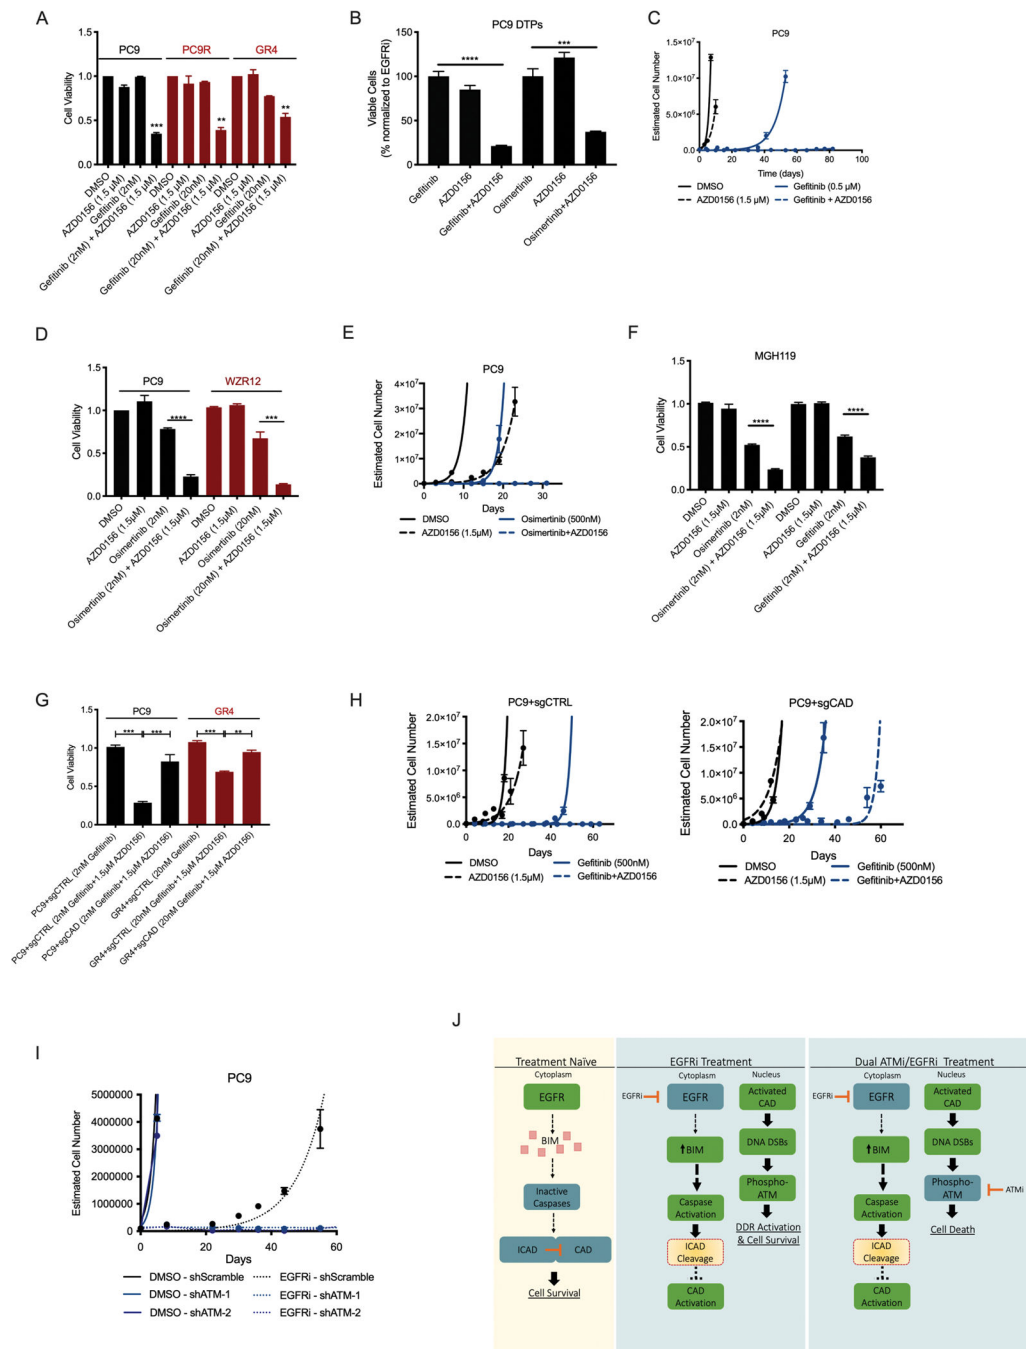 A
PC9
PC9R
GR4
Cell Viability
1.5
1.0
0.5
0.0
***
**
**
DMSO
AZD0156 (1.5 µM)
Gefitinib (2nM)
Gefitinib (2nM) + AZD0156 (1.5 µM)
DMSO
AZD0156 (1.5 µM)
Gefitinib (20nM)
Gefitinib (20nM) + AZD0156 (1.5 µM)
DMSO
AZD0156 (1.5 µM)
Gefitinib (20nM)
Gefitinib (20nM) + AZD0156 (1.5 µM)
B
PC9 DTPs
Viable Cells
(% normalized to EGFRi)
150
100
50
0
****
***
Gefitinib
AZD0156
Gefitinib+AZD0156
Osimertinib
AZD0156
Osimertinib+AZD0156
C
PC9
Estimated Cell Number
1.5×10⁷
1.0×10⁷
5.0×10⁶
0 20 40 60 80 100
Time (days)
DMSO
Gefitinib (0.5 µM)
AZD0156 (1.5 µM)
Gefitinib + AZD0156
D
PC9
WZR12
Cell Viability
1.5
1.0
0.5
0.0
****
***
DMSO
AZD0156 (1.5µM)
Osimertinib (2nM)
Osimertinib (2nM) + AZD0156 (1.5µM)
DMSO
AZD0156 (1.5µM)
Osimertinib (20nM)
Osimertinib (20nM) + AZD0156 (1.5µM)
E
PC9
Estimated Cell Number
4×10⁷
3×10⁷
2×10⁷
1×10⁷
0
0 10 20 30
Days
DMSO
Osimertinib (500nM)
AZD0156 (1.5µM)
Osimertinib+AZD0156
F
MGH119
Cell Viability
1.5
1.0
0.5
0.0
****
****
DMSO
AZD0156 (1.5µM)
Osimertinib (2nM)
Osimertinib (2nM) + AZD0156 (1.5µM)
DMSO
AZD0156 (1.5µM)
Gefitinib (2nM)
Gefitinib (2nM) + AZD0156 (1.5µM)
G
PC9
GR4
Cell Viability
1.5
1.0
0.5
0.0
***
***
***
**
PC9+sgCTRL (2nM Gefitinib)
PC9+sgCTRL (2nM Gefitinib+1.5µM AZD0156)
PC9+sgCAD (2nM Gefitinib+1.5µM AZD0156)
GR4+sgCTRL (20nM Gefitinib)
GR4+sgCTRL (20nM Gefitinib+1.5µM AZD0156)
GR4+sgCAD (20nM Gefitinib+1.5µM AZD0156)
H
PC9+sgCTRL
Estimated Cell Number
2.0×10⁷
1.5×10⁷
1.0×10⁷
5.0×10⁶
0.0
0 20 40 60
Days
DMSO
Gefitinib (500nM)
AZD0156 (1.5µM)
Gefitinib+AZD0156
PC9+sgCAD
Estimated Cell Number
2.0×10⁷
1.5×10⁷
1.0×10⁷
5.0×10⁶
0.0
0 20 40 60
Days
DMSO
Gefitinib (500nM)
AZD0156 (1.5µM)
Gefitinib+AZD0156
I
PC9
Estimated Cell Number
5000000
4000000
3000000
2000000
1000000
0
0 20 40 60
Days
DMSO - shScramble
EGFRi - shScramble
DMSO - shATM-1
EGFRi - shATM-1
DMSO - shATM-2
EGFRi - shATM-2
J
Treatment Naïve
Cytoplasm
EGFR
BIM
Inactive
Caspases
ICAD
CAD
Cell Survival
EGFRi Treatment
Cytoplasm
Nucleus
EGFRi
EGFR
Activated
CAD
BIM
DNA DSBs
Caspase
Activation
Phospho-
ATM
ICAD
Cleavage
DDR Activation
& Cell Survival
CAD
Activation
Dual ATMi/EGFRi Treatment
Cytoplasm
Nucleus
EGFRi
EGFR
Activated
CAD
BIM
DNA DSBs
Caspase
Activation
Phospho-
ATM
ATMi
ICAD
Cleavage
Cell Death
CAD
Activation